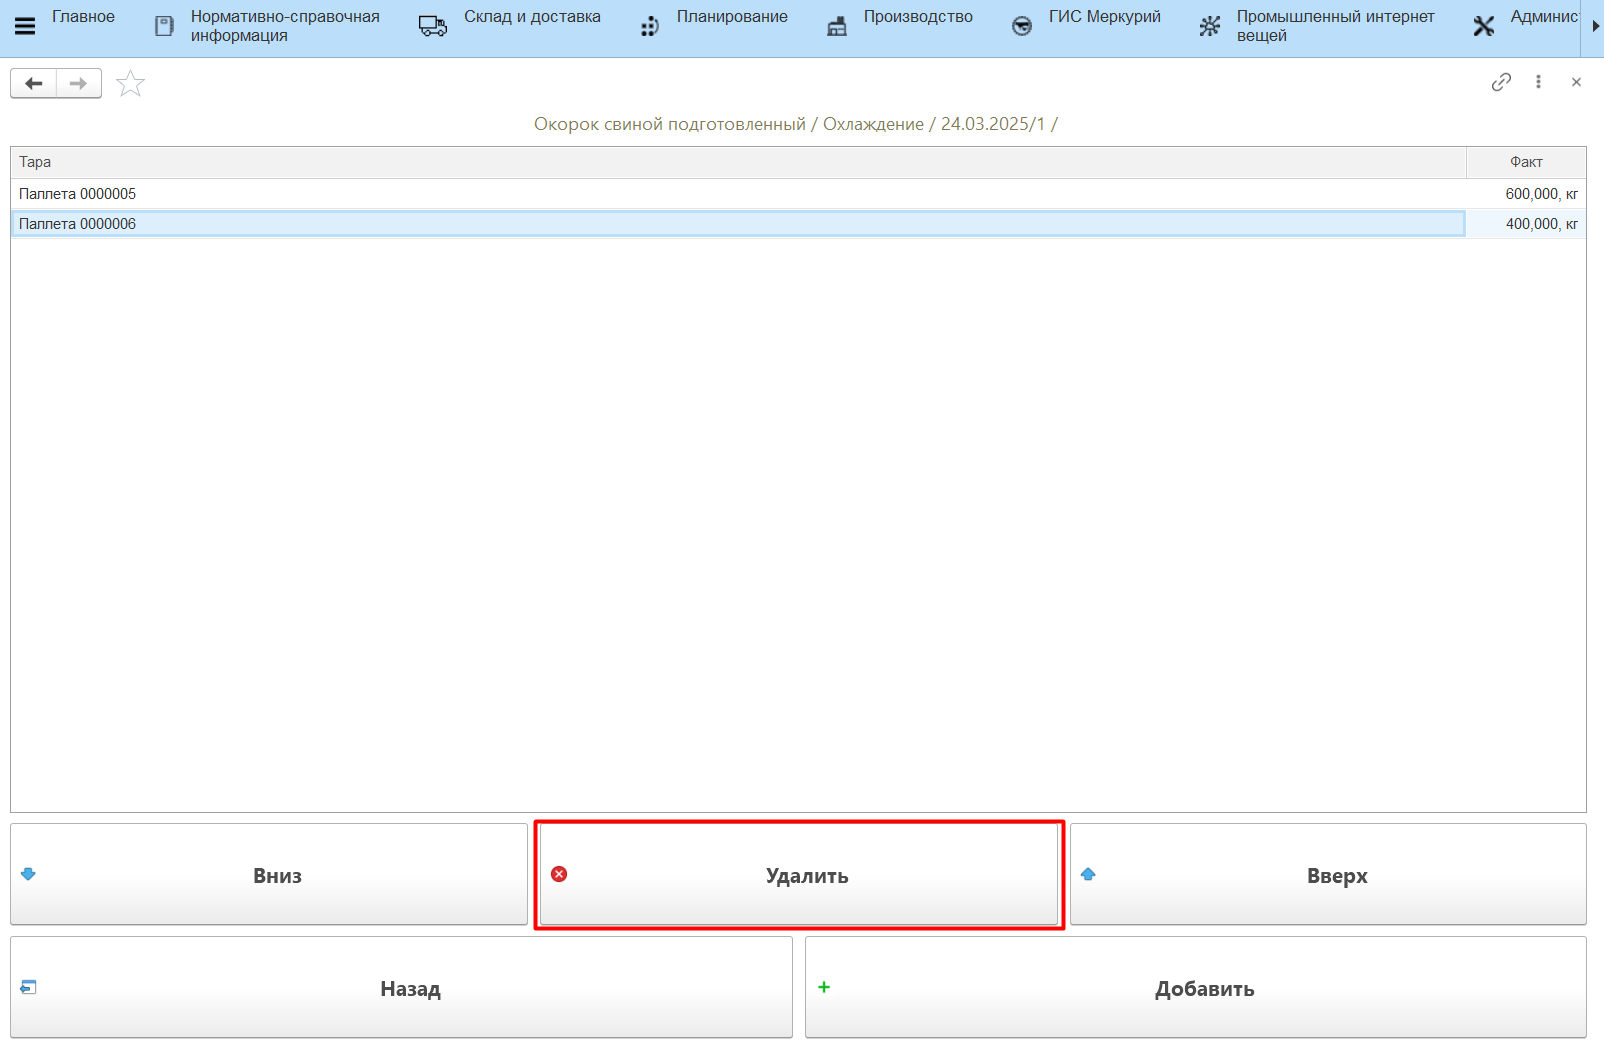 Главное
Нормативно-справочная
информация
Склад и доставка
Планирование
Производство
ГИС Меркурий
Промышленный интернет
вещей
Админис
Окорок свиной подготовленный / Охлаждение / 24.03.2025/1 /
Тара Факт
Паллета 0000005 600,000, кг
Паллета 0000006 400,000, кг
Вниз Удалить Вверх
Назад Добавить